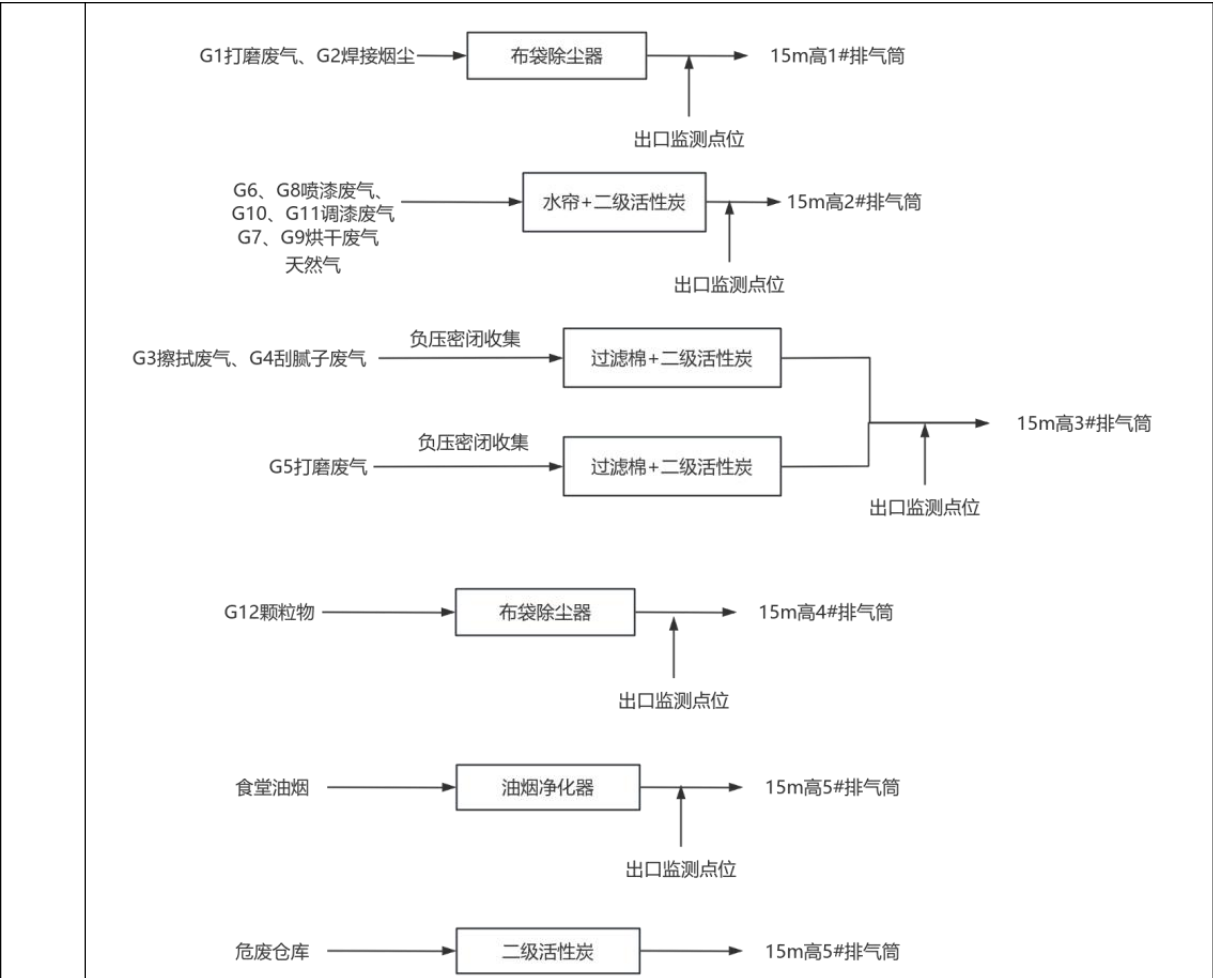 G1打磨废气、G2焊接烟尘
布袋除尘器
15m高1#排气筒
出口监测点位
G6、G8喷漆废气、
G10、G11调漆废气
G7、G9烘干废气
天然气
水帘+二级活性炭
15m高2#排气筒
出口监测点位
G3擦拭废气、G4刮腻子废气
负压密闭收集
过滤棉+二级活性炭
15m高3#排气筒
G5打磨废气
负压密闭收集
过滤棉+二级活性炭
出口监测点位
G12颗粒物
布袋除尘器
15m高4#排气筒
出口监测点位
食堂油烟
油烟净化器
15m高5#排气筒
出口监测点位
危废仓库
二级活性炭
15m高5#排气筒